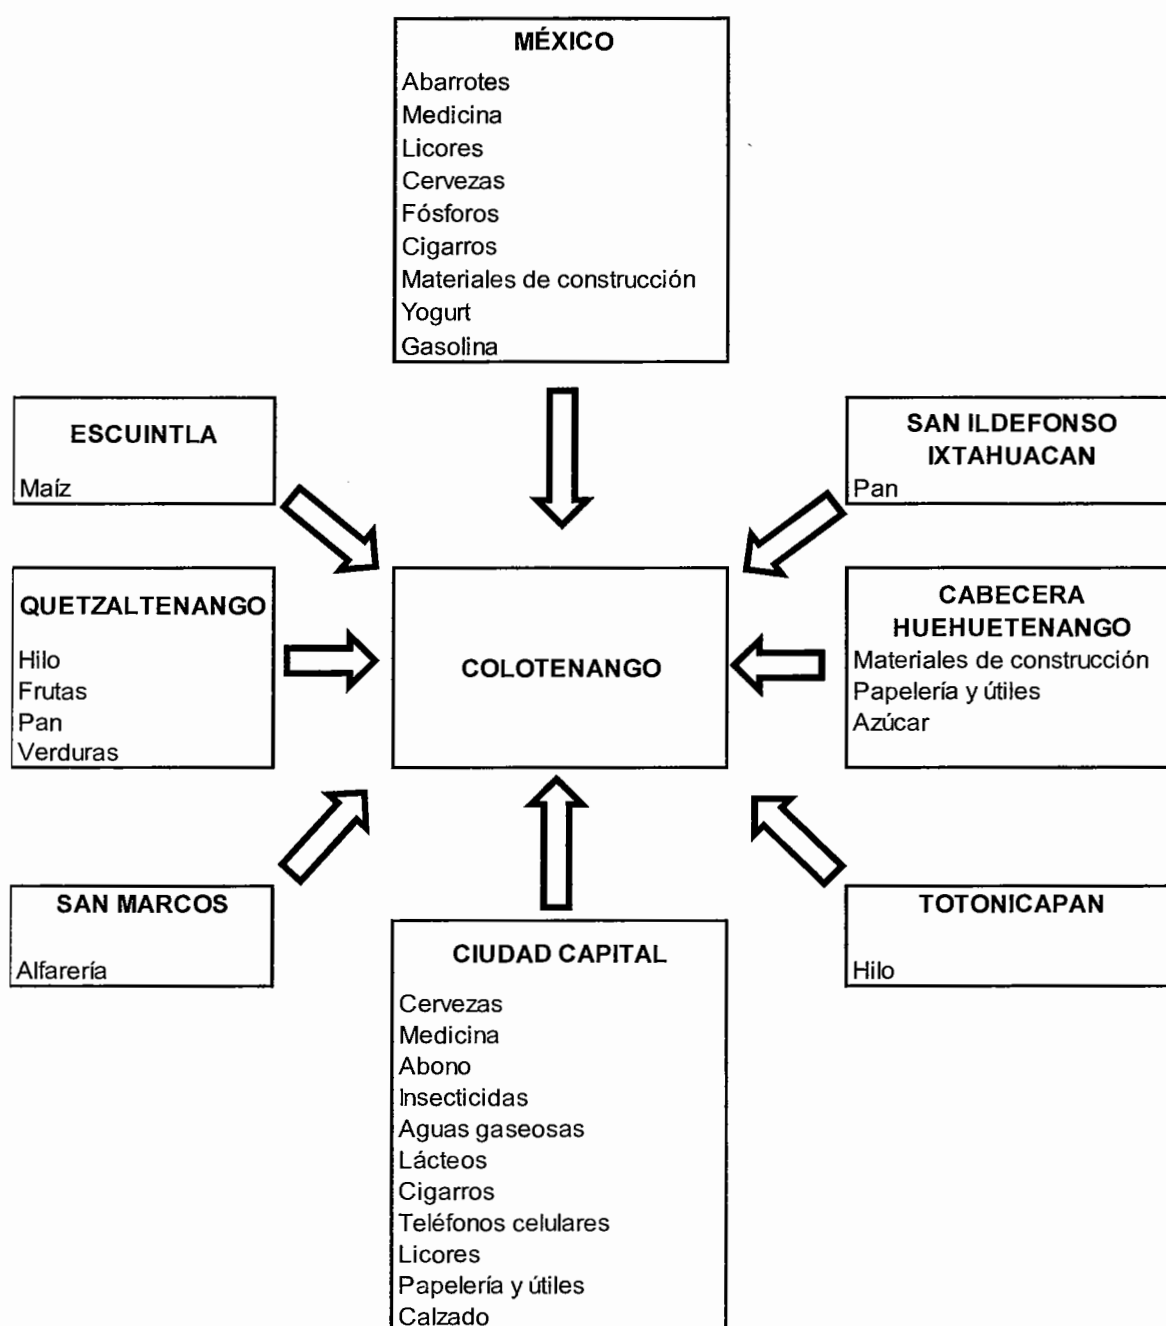 MÉXICO
Abarrotes
Medicina
Licores
Cervezas
Fósforos
Cigarros
Materiales de construcción
Yogurt
Gasolina
ESCUINTLA
Maíz
SAN ILDEFONSO
IXTAHUACAN
Pan
QUETZALTENANGO
Hilo
Frutas
Pan
Verduras
COLOTENANGO
CABECERA
HUEHUETENANGO
Materiales de construcción
Papelería y útiles
Azúcar
SAN MARCOS
Alfarería
CIUDAD CAPITAL
Cervezas
Medicina
Abono
Insecticidas
Aguas gaseosas
Lácteos
Cigarros
Teléfonos celulares
Licores
Papelería y útiles
Calzado
TOTONICAPAN
Hilo